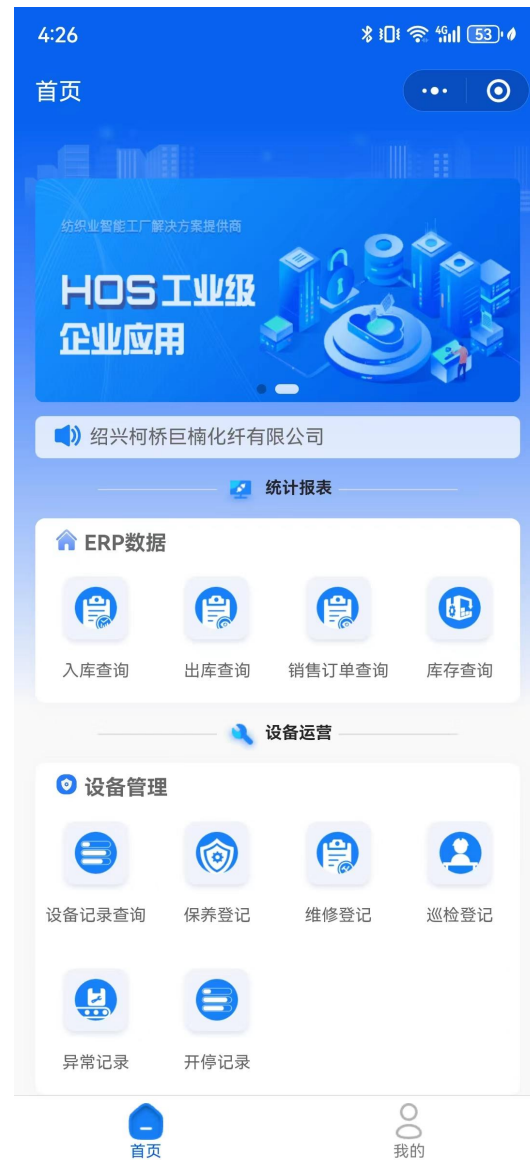 4:26
4G
53
首页
纺织业智能工厂解决方案提供商
HOS工业级
企业应用
绍兴柯桥巨楠化纤有限公司
统计报表
ERP数据
入库查询 出库查询 销售订单查询 库存查询
设备运营
设备管理
设备记录查询 保养登记 维修登记 巡检登记
异常记录 开停记录
首页 我的